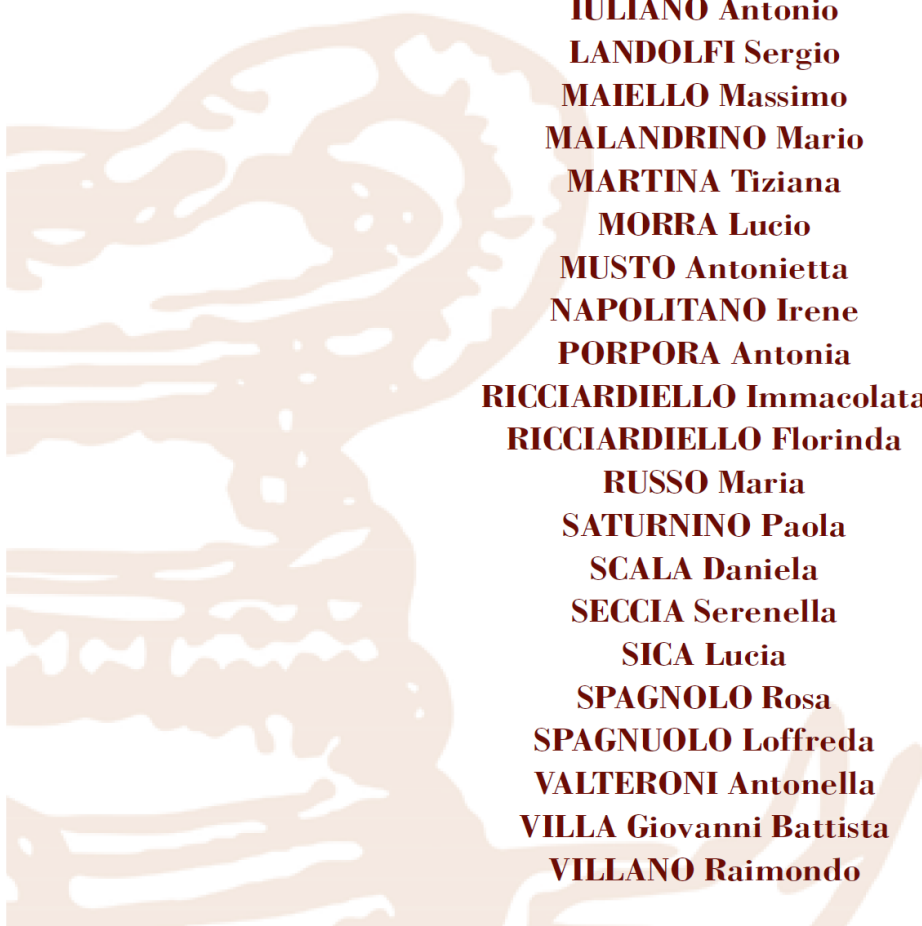 IULIANO Antonio
LANDOLFI Sergio
MAIELLO Massimo
MALANDRINO Mario
MARTINA Tiziana
MORRA Lucio
MUSTO Antonietta
NAPOLITANO Irene
PORPORA Antonia
RICCIARDIELLO Immacolata
RICCIARDIELLO Florinda
RUSSO Maria
SATURNINO Paola
SCALA Daniela
SECCIA Serenella
SICA Lucia
SPAGNOLO Rosa
SPAGNUOLO Loffreda
VALTERONI Antonella
VILLA Giovanni Battista
VILLANO Raimondo